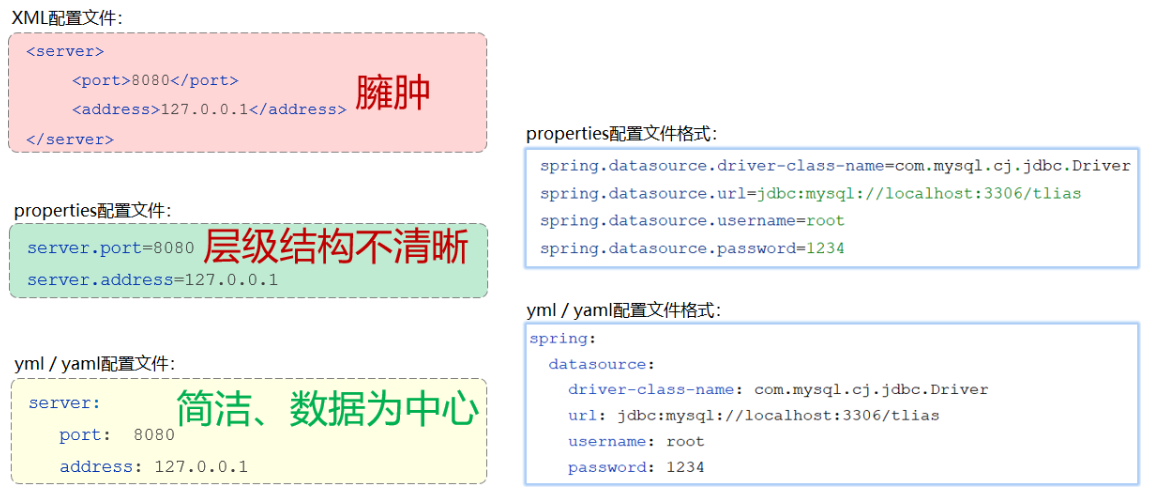 XML配置文件：
<server>
<port>8080</port>
<address>127.0.0.1</address>
</server>
臃肿
properties配置文件：
server.port=8080
server.address=127.0.0.1
层级结构不清晰
yml / yaml配置文件：
server:
port: 8080
address: 127.0.0.1
简洁、数据为中心
properties配置文件格式：
spring.datasource.driver-class-name=com.mysql.cj.jdbc.Driver
spring.datasource.url=jdbc:mysql://localhost:3306/tlias
spring.datasource.username=root
spring.datasource.password=1234
yml / yaml配置文件格式：
spring:
datasource:
driver-class-name: com.mysql.cj.jdbc.Driver
url: jdbc:mysql://localhost:3306/tlias
username: root
password: 1234